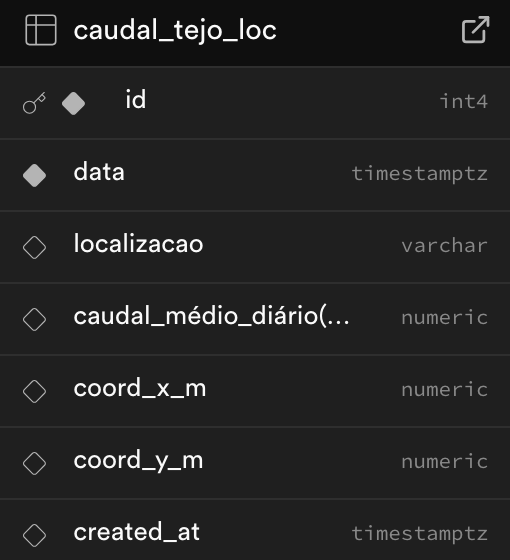 caudal_tejo_loc
id int4
data timestamptz
localizacao varchar
caudal_médio_diário(... numeric
coord_x_m numeric
coord_y_m numeric
created_at timestamptz